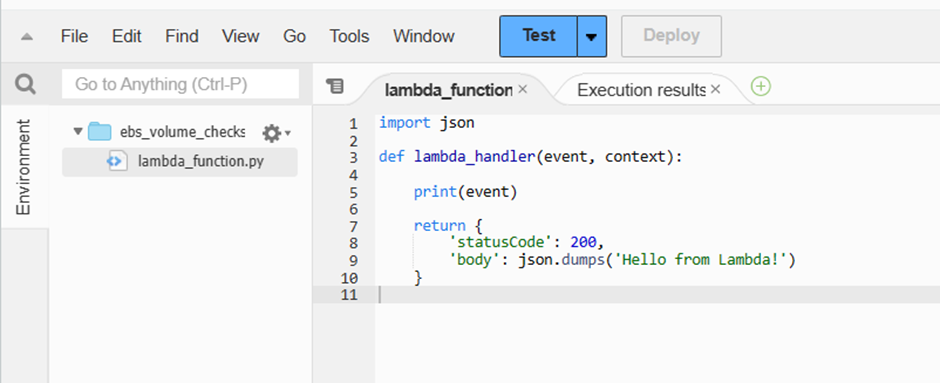 File Edit Find View Go Tools Window Test Deploy
Go to Anything (Ctrl-P)
lambda_function × Execution results ×
Environment
ebs_volume_checks
lambda_function.py
1 import json
2
3 def lambda_handler(event, context):
4
5     print(event)
6
7     return {
8         'statusCode': 200,
9         'body': json.dumps('Hello from Lambda!')
10     }
11